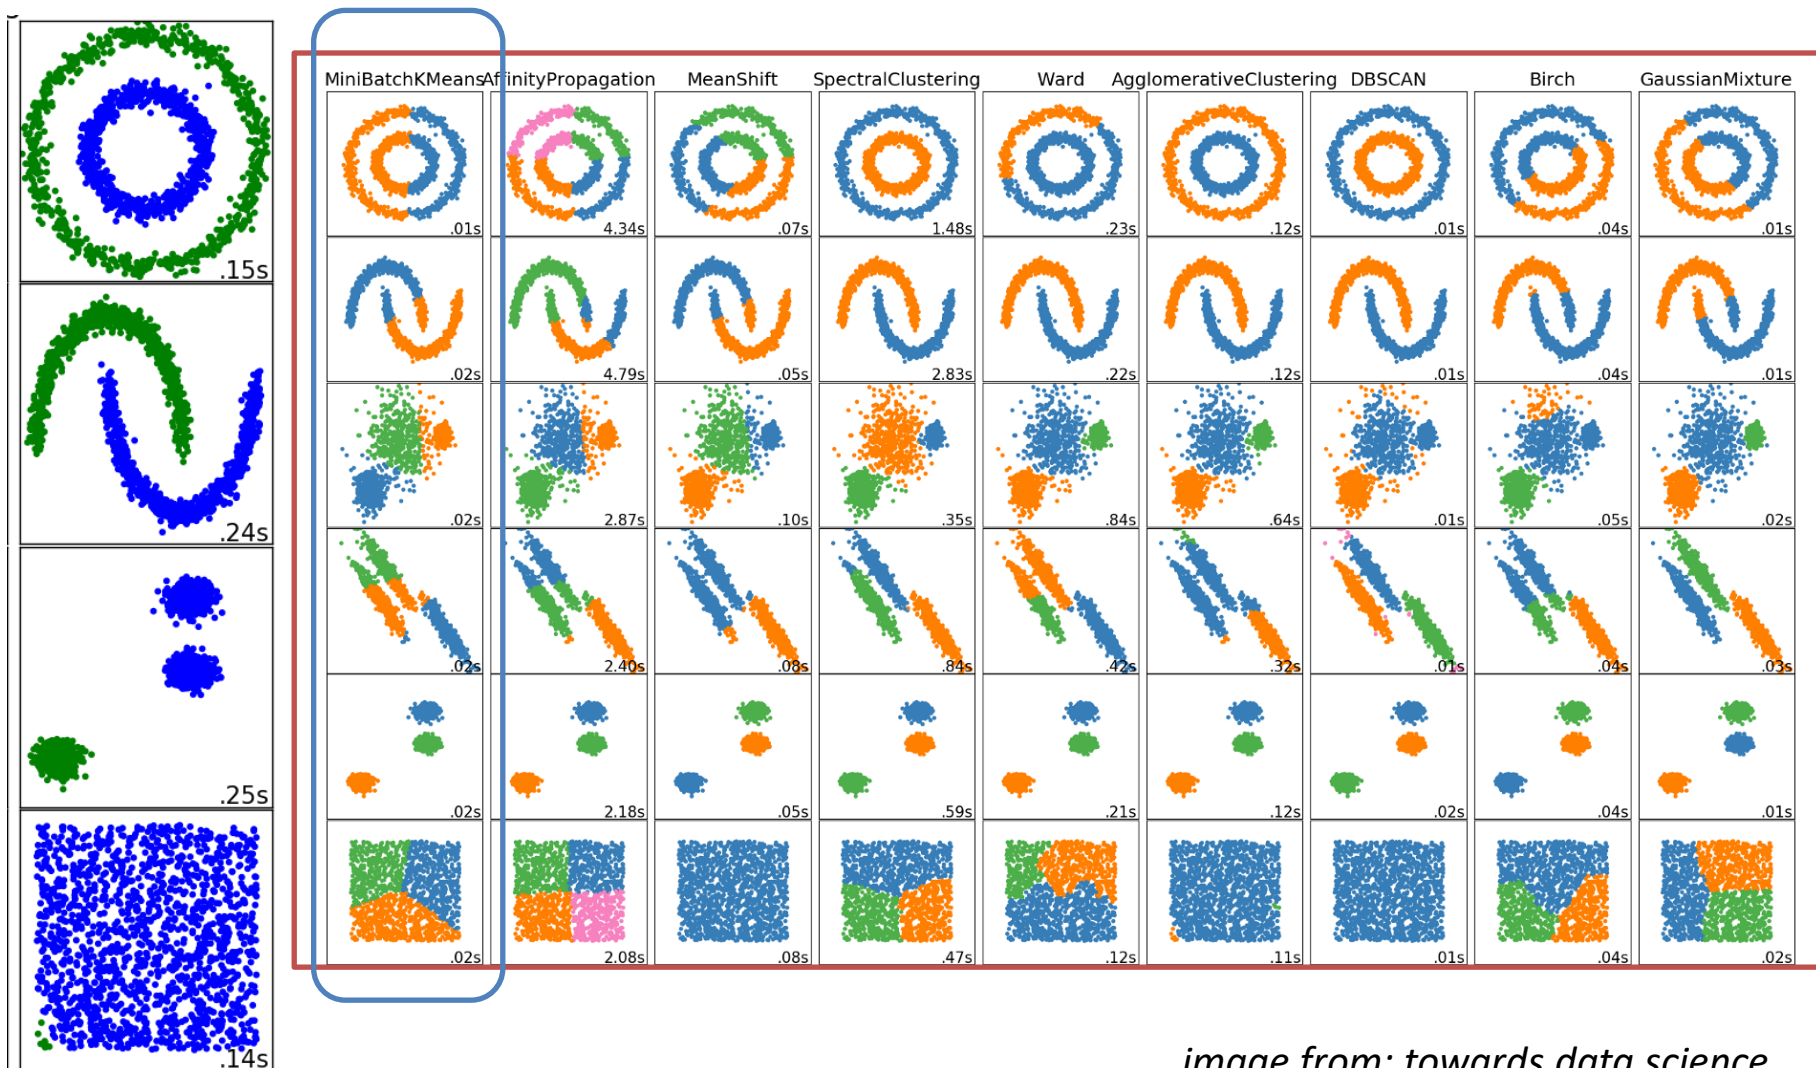 .15s
.24s
.25s
.14s
MiniBatchKMeans AffinityPropagation MeanShift SpectralClustering Ward AgglomerativeClustering DBSCAN Birch GaussianMixture
.01s 4.34s .07s 1.48s .23s .12s .01s .04s .01s
.02s 4.79s .05s 2.83s .22s .12s .01s .04s .01s
.02s 2.87s .10s .35s .84s .64s .01s .05s .02s
.02s 2.40s .08s .84s .42s .32s .01s .04s .03s
.02s 2.18s .05s .59s .21s .12s .02s .04s .01s
.02s 2.08s .08s .47s .12s .11s .01s .04s .02s
image from: towards data science